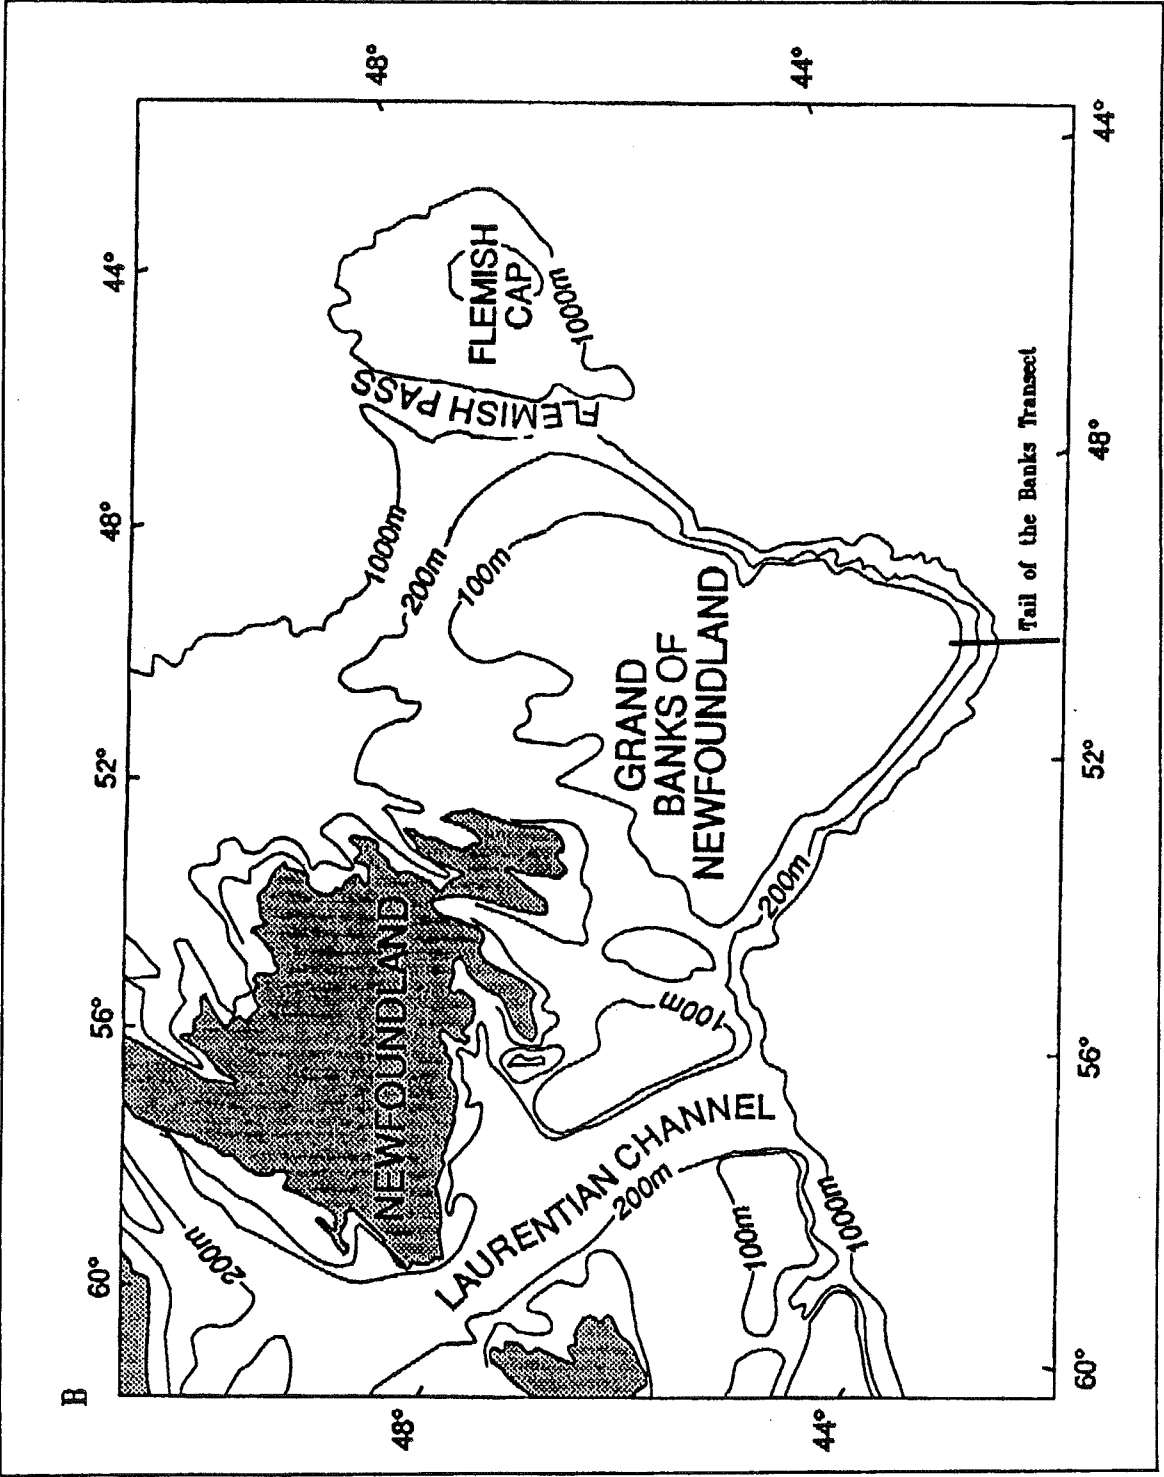 B
60°
56°
52°
48°
44°
48°
44°
48°
44°
60°
56°
52°
48°
44°
200m
NEWFOUNDLAND
1000m
200m
100m
FLEMISH PASS
FLEMISH
CAP
1000m
GRAND
BANKS OF
NEWFOUNDLAND
LAURENTIAN CHANNEL
200m
100m
200m
100m
1000m
Tail of the Banks Transect